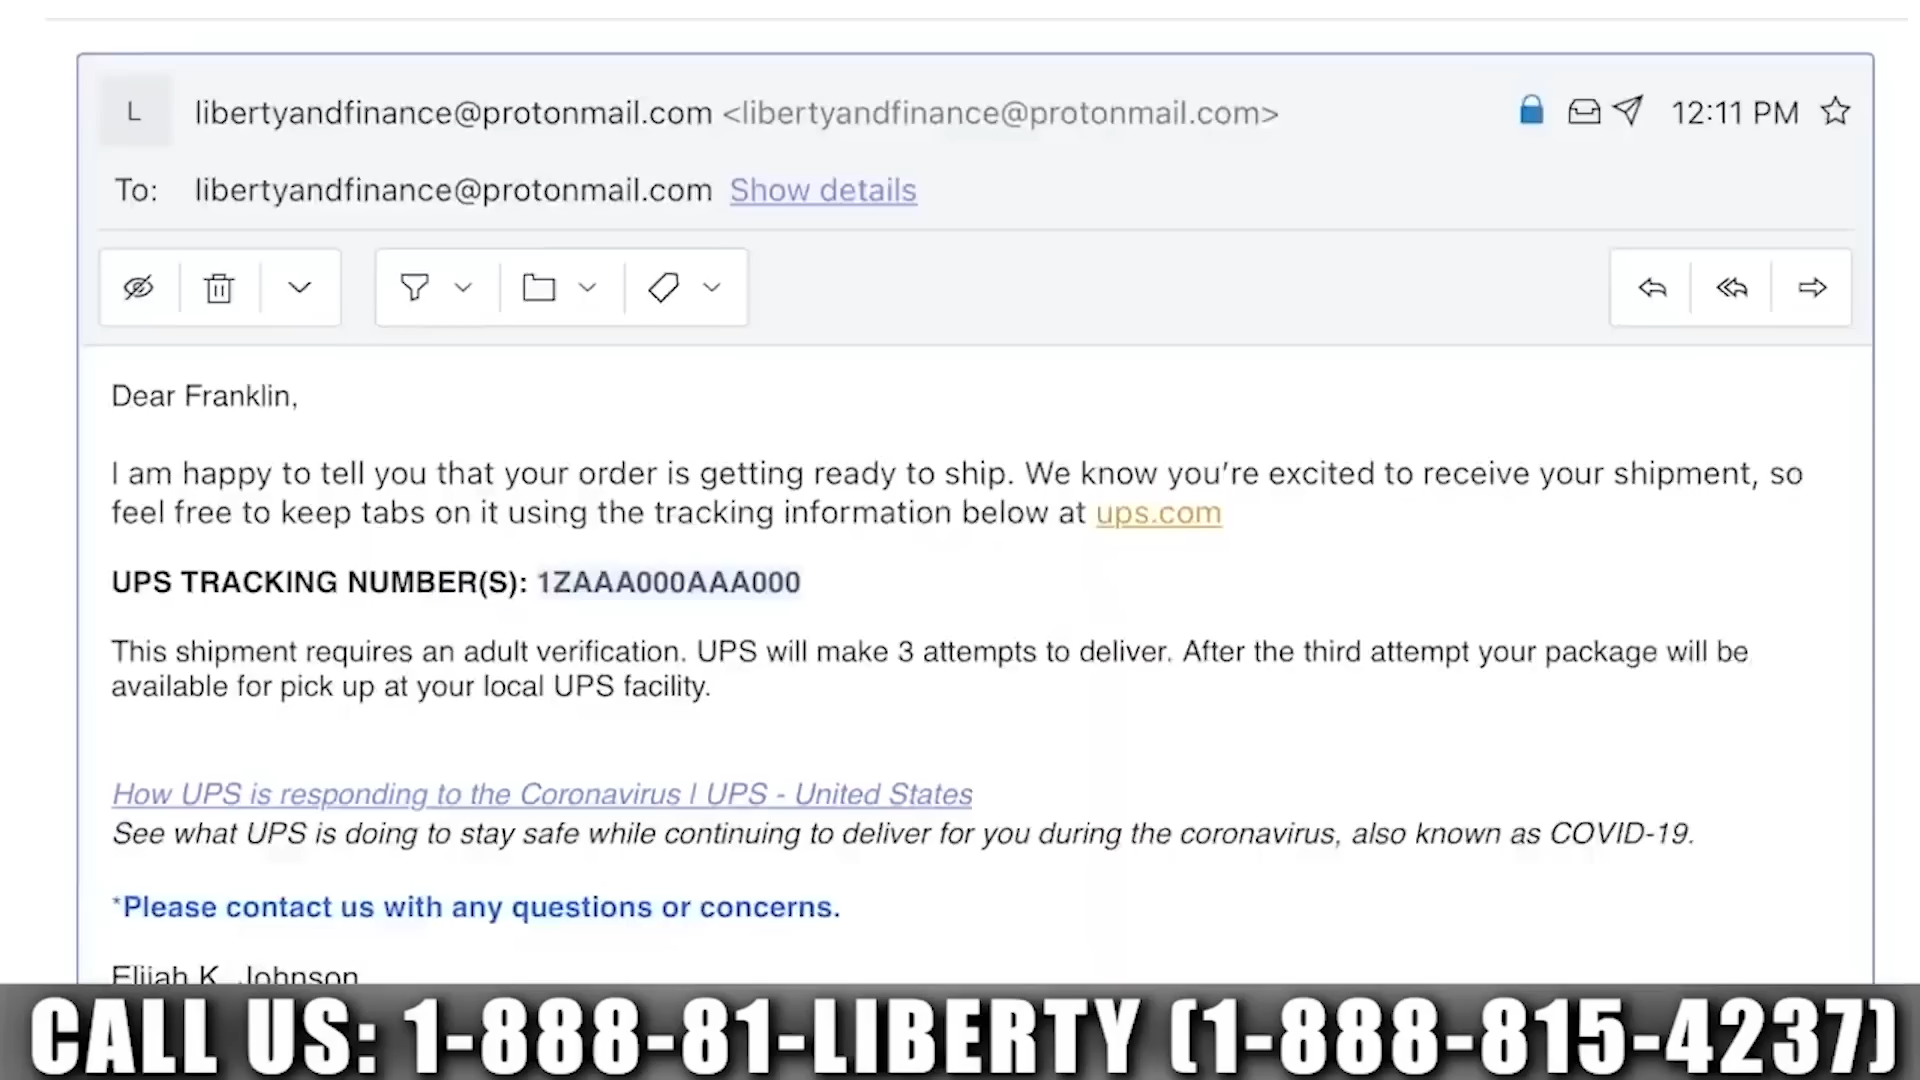 L libertyandfinance@protonmail.com <libertyandfinance@protonmail.com> 12:11 PM
To: libertyandfinance@protonmail.com Show details
Dear Franklin,
I am happy to tell you that your order is getting ready to ship. We know you’re excited to receive your shipment, so
feel free to keep tabs on it using the tracking information below at ups.com
UPS TRACKING NUMBER(S): 1ZAAA000AAA000
This shipment requires an adult verification. UPS will make 3 attempts to deliver. After the third attempt your package will be
available for pick up at your local UPS facility.
How UPS is responding to the Coronavirus | UPS - United States
See what UPS is doing to stay safe while continuing to deliver for you during the coronavirus, also known as COVID-19.
*Please contact us with any questions or concerns.
Elijah K. Johnson
CALL US: 1-888-81-LIBERTY (1-888-815-4237)